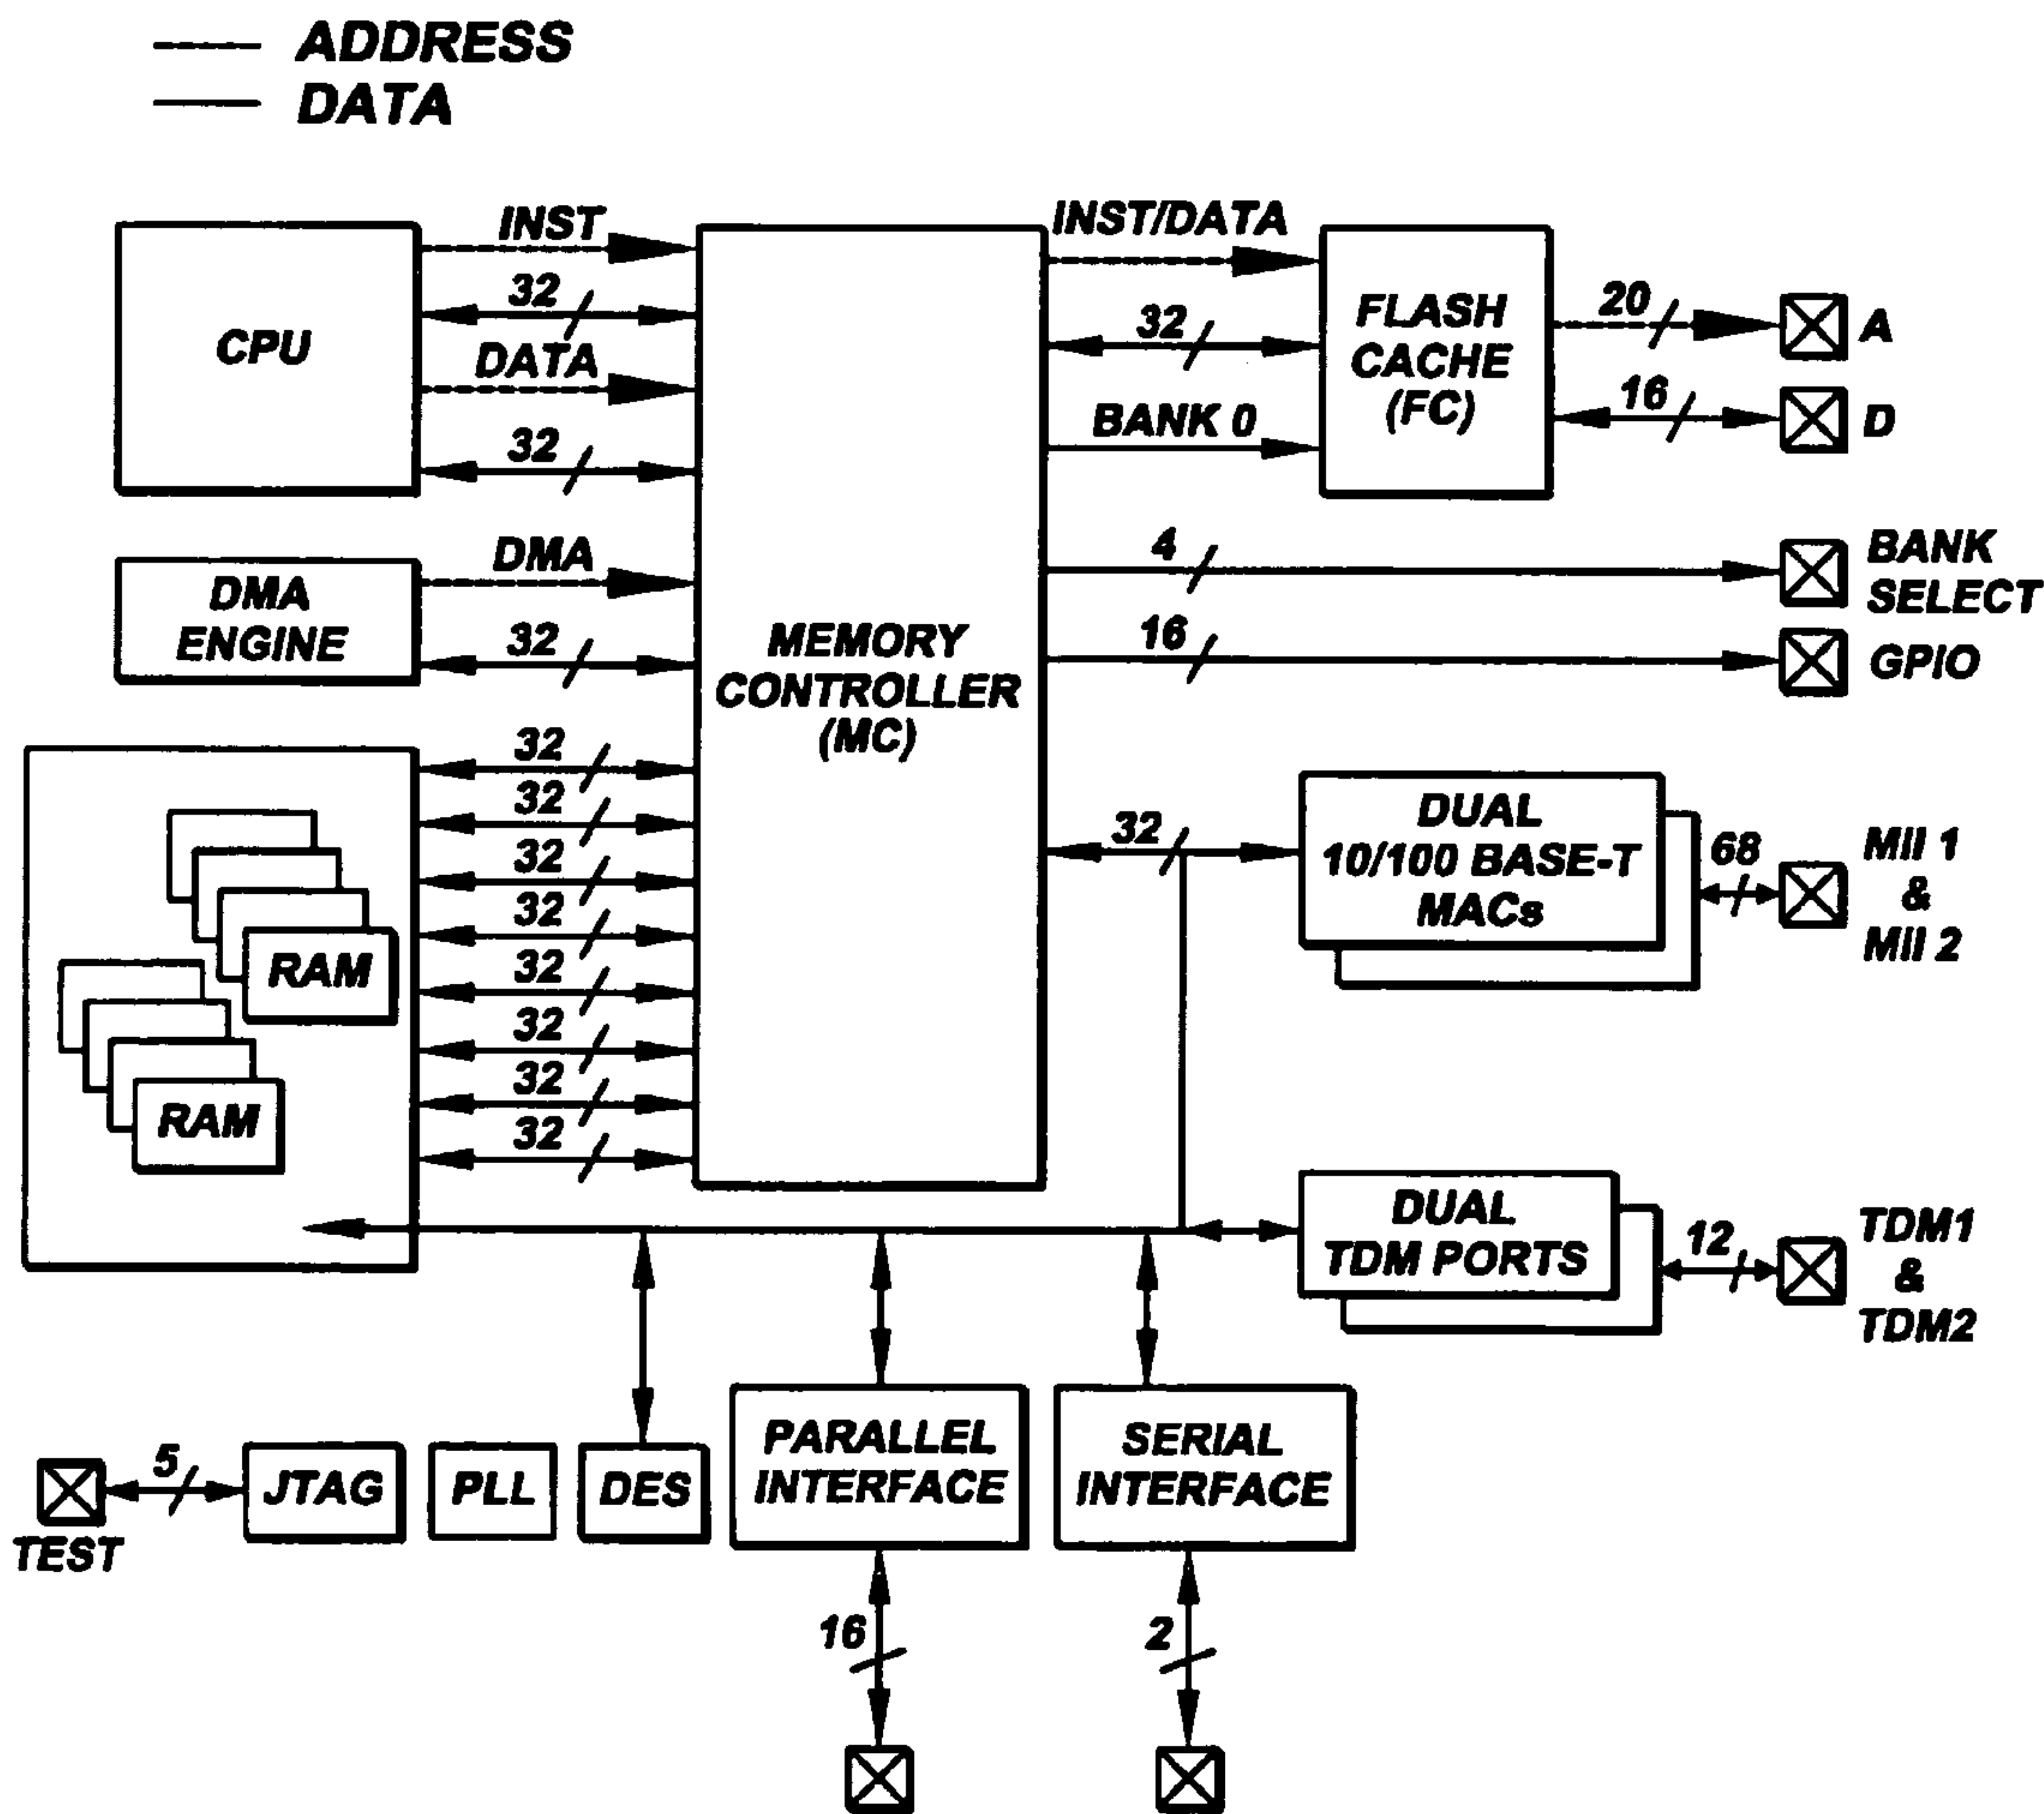 ADDRESS
DATA
INST
32
DATA
32
CPU
DMA
32
DMA
ENGINE
MEMORY
CONTROLLER
(MC)
INST/DATA
32
BANK 0
FLASH
CACHE
(FC)
20
A
16
D
4
BANK
SELECT
16
GPIO
32
32
32
32
32
32
32
32
RAM
RAM
32
DUAL
10/100 BASE-T
MACs
68
MII 1
&
MII 2
DUAL
TDM PORTS
12
TDM1
&
TDM2
TEST
5
JTAG
PLL
DES
PARALLEL
INTERFACE
SERIAL
INTERFACE
16
2